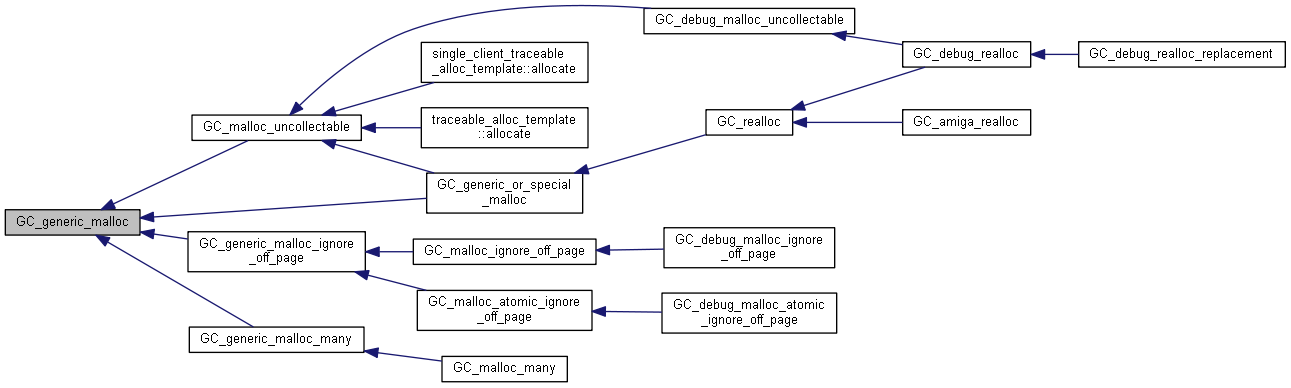 GC_generic_malloc
GC_malloc_uncollectable
GC_generic_malloc_ignore
_off_page
GC_generic_malloc_many
single_client_traceable
_alloc_template::allocate
traceable_alloc_template
::allocate
GC_generic_or_special
_malloc
GC_malloc_ignore_off_page
GC_malloc_atomic_ignore
_off_page
GC_malloc_many
GC_debug_malloc_uncollectable
GC_realloc
GC_debug_malloc_ignore
_off_page
GC_debug_malloc_atomic
_ignore_off_page
GC_debug_realloc
GC_amiga_realloc
GC_debug_realloc_replacement